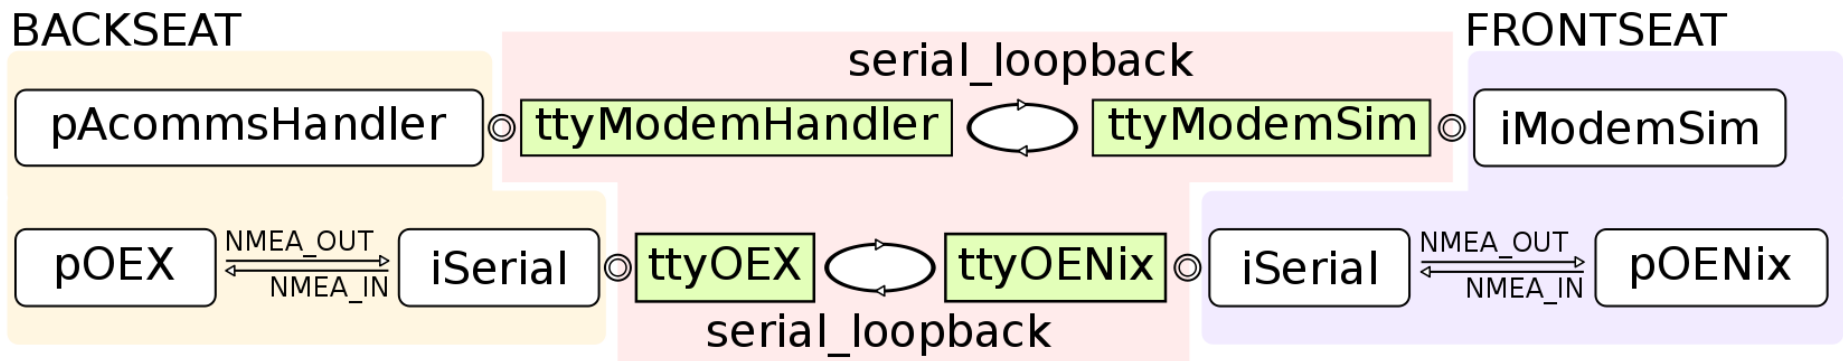 BACKSEAT
FRONTSEAT
serial_loopback
pAcommsHandler
ttyModemHandler
ttyModemSim
iModemSim
pOEX
NMEA_OUT
NMEA_IN
iSerial
ttyOEX
ttyOENix
iSerial
NMEA_OUT
NMEA_IN
pOENix
serial_loopback